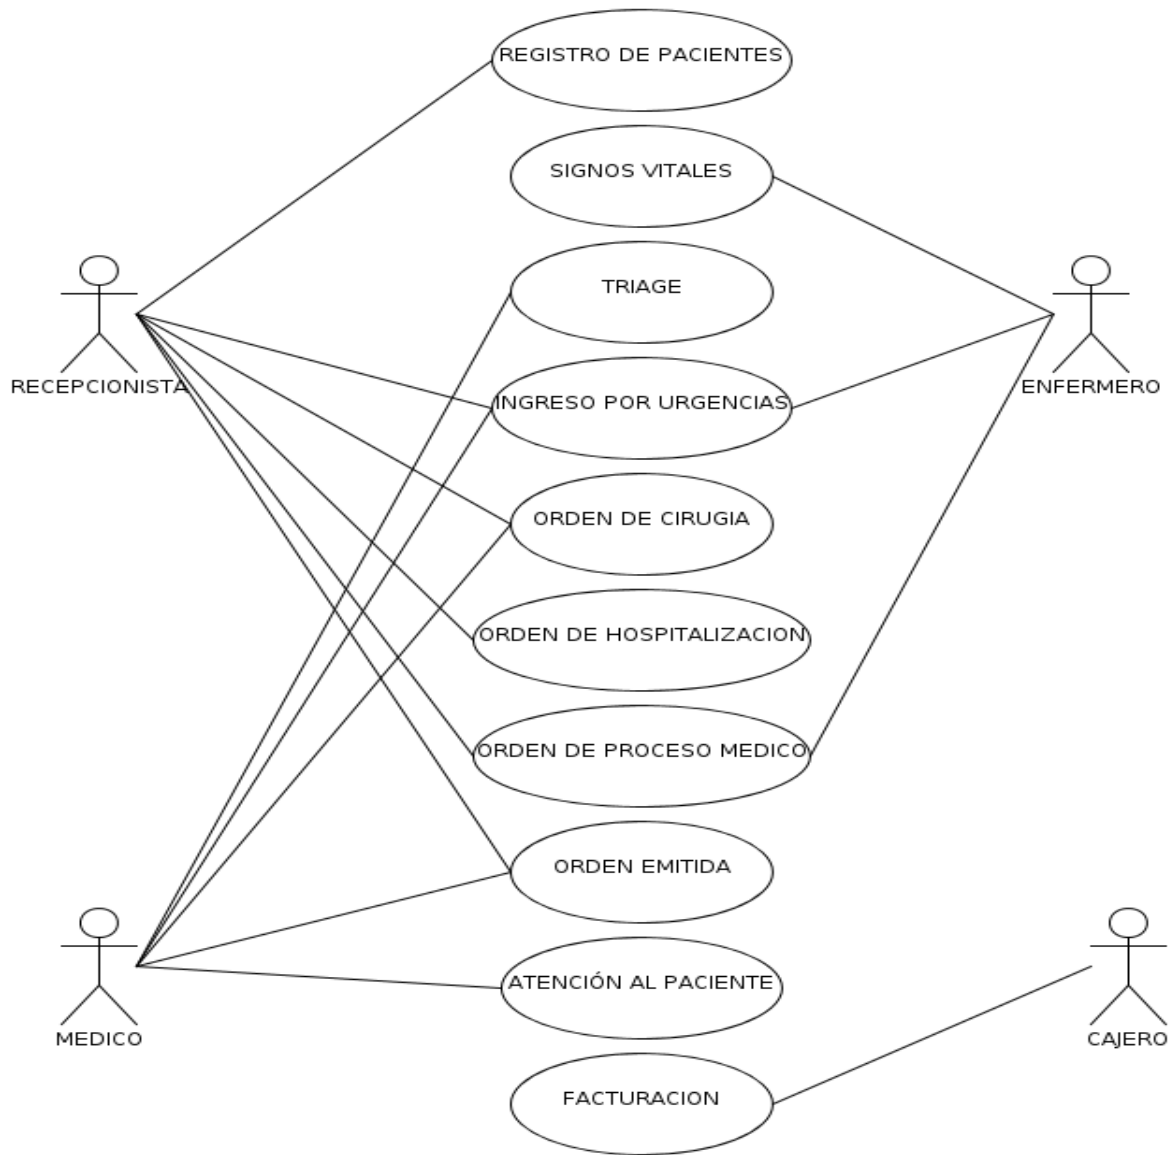 REGISTRO DE PACIENTES
SIGNOS VITALES
TRIAGE
RECEPCIONISTA
ENFERMERO
INGRESO POR URGENCIAS
ORDEN DE CIRUGIA
ORDEN DE HOSPITALIZACION
ORDEN DE PROCESO MEDICO
ORDEN EMITIDA
ATENCIÓN AL PACIENTE
MEDICO
CAJERO
FACTURACION